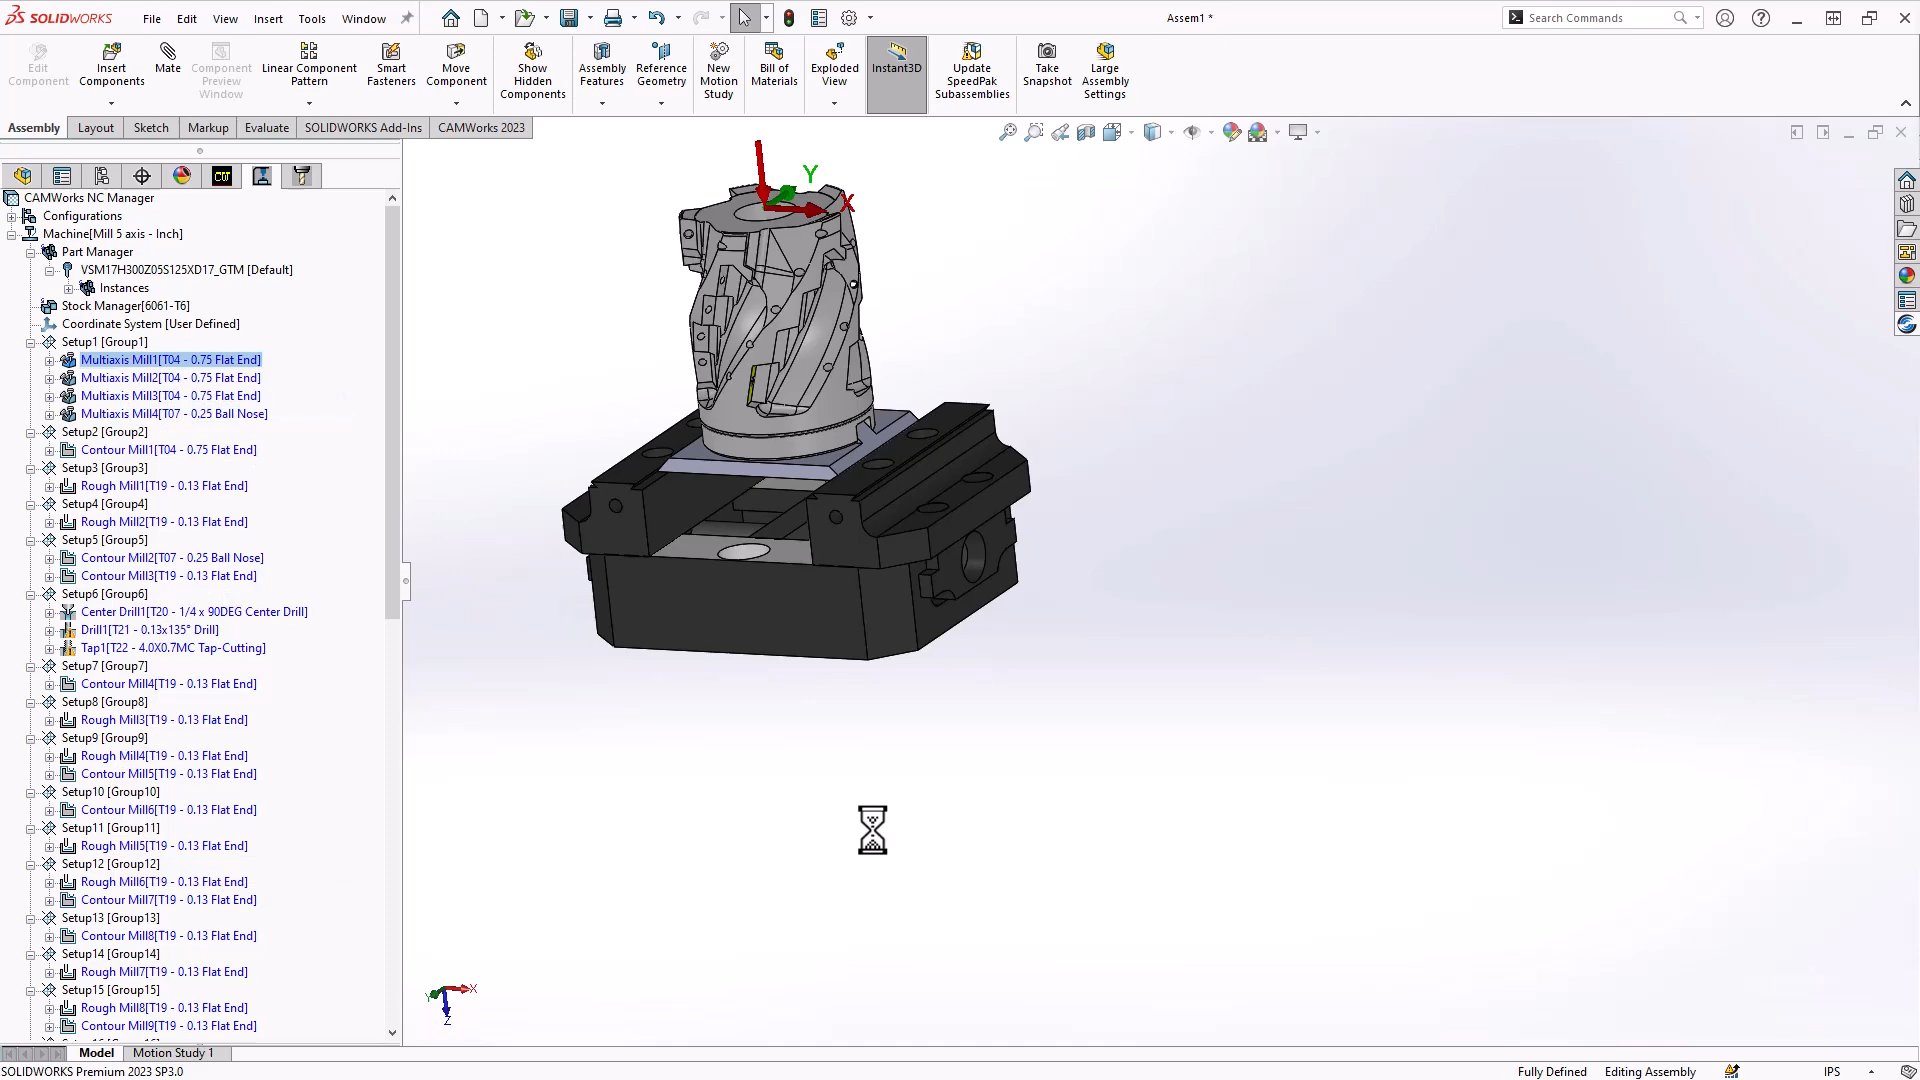 SOLIDWORKS File Edit View Insert Tools Window Assem1 * Search Commands
Edit Component
Insert Components
Mate
Component Preview Window
Linear Component Pattern
Smart Fasteners
Move Component
Show Hidden Components
Assembly Features
Reference Geometry
New Motion Study
Bill of Materials
Exploded View
Instant3D
Update SpeedPak Subassemblies
Take Snapshot
Large Assembly Settings
Assembly Layout Sketch Markup Evaluate SOLIDWORKS Add-Ins CAMWorks 2023
CAMWorks NC Manager
Configurations
Machine[Mill 5 axis - Inch]
Part Manager
VSM17H300Z05S125XD17_GTM [Default]
Instances
Stock Manager[6061-T6]
Coordinate System [User Defined]
Setup1 [Group1]
Multiaxis Mill1[T04 - 0.75 Flat End]
Multiaxis Mill2[T04 - 0.75 Flat End]
Multiaxis Mill3[T04 - 0.75 Flat End]
Multiaxis Mill4[T07 - 0.25 Ball Nose]
Setup2 [Group2]
Contour Mill1[T04 - 0.75 Flat End]
Setup3 [Group3]
Rough Mill1[T19 - 0.13 Flat End]
Setup4 [Group4]
Rough Mill2[T19 - 0.13 Flat End]
Setup5 [Group5]
Contour Mill2[T07 - 0.25 Ball Nose]
Contour Mill3[T19 - 0.13 Flat End]
Setup6 [Group6]
Center Drill1[T20 - 1/4 x 90DEG Center Drill]
Drill1[T21 - 0.13x135° Drill]
Tap1[T22 - 4.0X0.7MC Tap-Cutting]
Setup7 [Group7]
Contour Mill4[T19 - 0.13 Flat End]
Setup8 [Group8]
Rough Mill3[T19 - 0.13 Flat End]
Setup9 [Group9]
Rough Mill4[T19 - 0.13 Flat End]
Contour Mill5[T19 - 0.13 Flat End]
Setup10 [Group10]
Contour Mill6[T19 - 0.13 Flat End]
Setup11 [Group11]
Rough Mill5[T19 - 0.13 Flat End]
Setup12 [Group12]
Rough Mill6[T19 - 0.13 Flat End]
Contour Mill7[T19 - 0.13 Flat End]
Setup13 [Group13]
Contour Mill8[T19 - 0.13 Flat End]
Setup14 [Group14]
Rough Mill7[T19 - 0.13 Flat End]
Setup15 [Group15]
Rough Mill8[T19 - 0.13 Flat End]
Contour Mill9[T19 - 0.13 Flat End]
Y
X
Y X
Z
Model Motion Study 1
SOLIDWORKS Premium 2023 SP3.0 Fully Defined Editing Assembly IPS